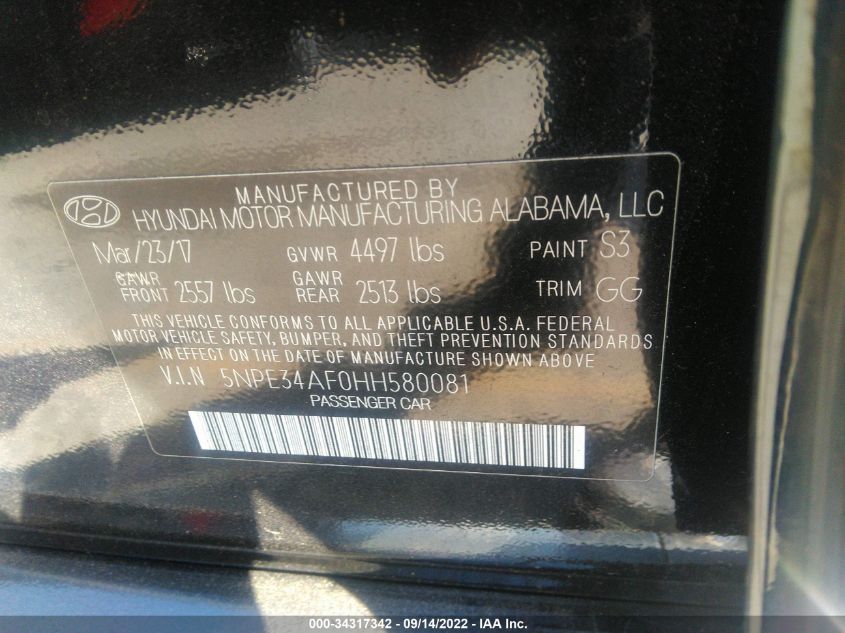 MANUFACTURED BY
HYUNDAI MOTOR MANUFACTURING ALABAMA, LLC
Mar/23/17 GVWR 4497 lbs PAINT S3
GAWR FRONT 2557 lbs GAWR REAR 2513 lbs TRIM GG
THIS VEHICLE CONFORMS TO ALL APPLICABLE U.S.A. FEDERAL
MOTOR VEHICLE SAFETY, BUMPER, AND THEFT PREVENTION STANDARDS
IN EFFECT ON THE DATE OF MANUFACTURE SHOWN ABOVE
V.I.N 5NPE34AF0HH580081
PASSENGER CAR
000-34317342 - 09/14/2022 - IAA Inc.